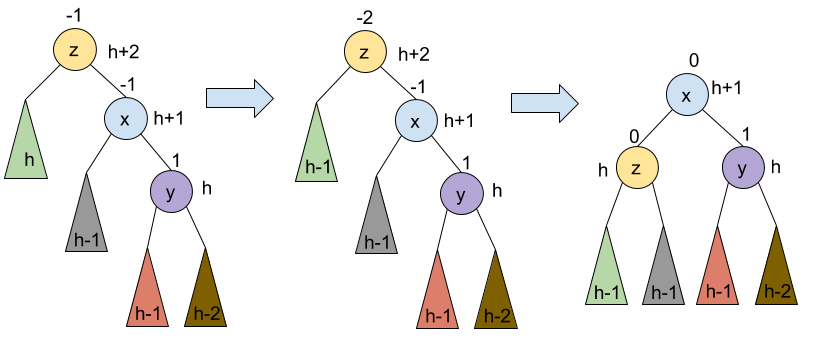 -1
z h+2
-1
h x h+1
1
h-1 y h
h-1 h-2
-2
z h+2
-1
h-1 x h+1
1
h-1 y h
h-1 h-2
0
x h+1
0 1
h z y h
h-1 h-1 h-1 h-2